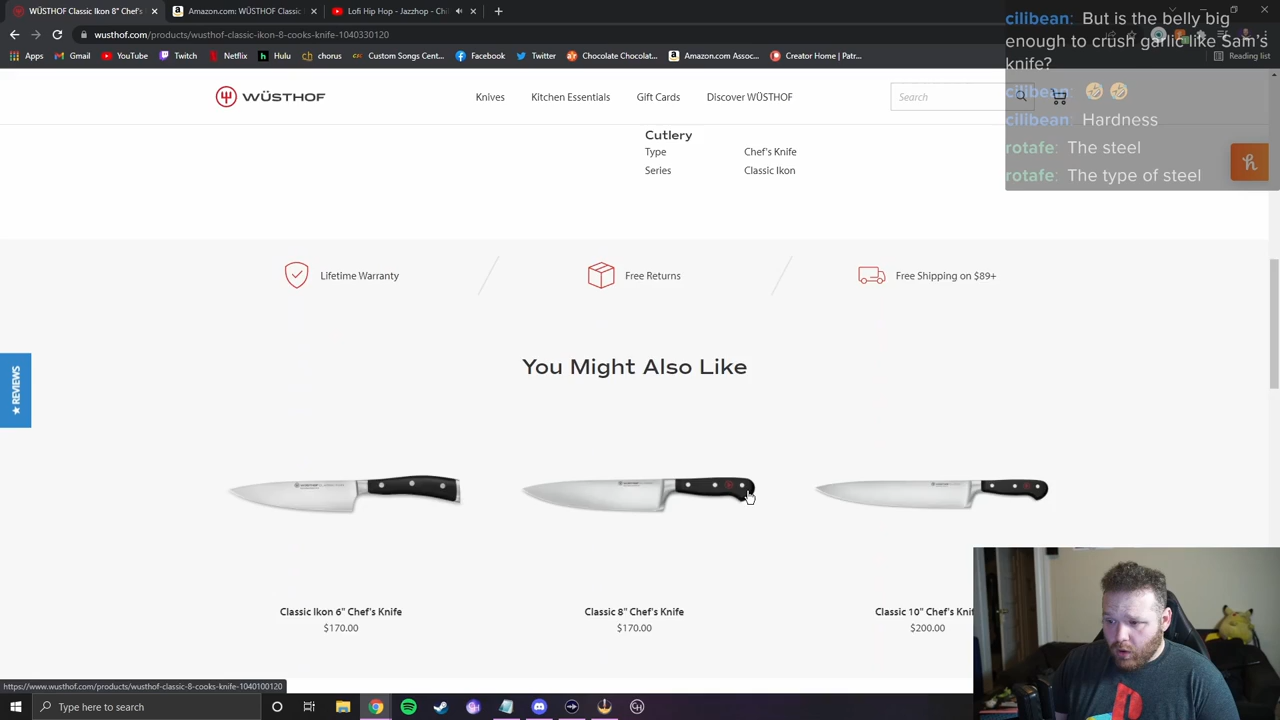 WÜSTHOF Classic Ikon 8" Chef's
Amazon.com: WÜSTHOF Classic I
Lofi Hip Hop - Jazzhop - Chi
wusthof.com/products/wusthof-classic-ikon-8-cooks-knife-1040330120
Apps
Gmail
YouTube
Twitch
Netflix
Hulu
chorus
Custom Songs Cent...
Facebook
Twitter
Chocolate Chocolat...
Amazon.com Assoc...
Creator Home | Patr...
Reading list
cilibean: But is the belly big
enough to crush garlic like Sam's
knife?
cilibean: 🤣 🤣
cilibean: Hardness
rotafe: The steel
rotafe: The type of steel
WÜSTHOF
Knives
Kitchen Essentials
Gift Cards
Discover WÜSTHOF
Search
Cutlery
Type Chef's Knife
Series Classic Ikon
Lifetime Warranty
Free Returns
Free Shipping on $89+
★ REVIEWS
You Might Also Like
Classic Ikon 6" Chef's Knife
$170.00
Classic 8" Chef's Knife
$170.00
Classic 10" Chef's Knif
$200.00
https://www.wusthof.com/products/wusthof-classic-8-cooks-knife-1040100120
Type here to search